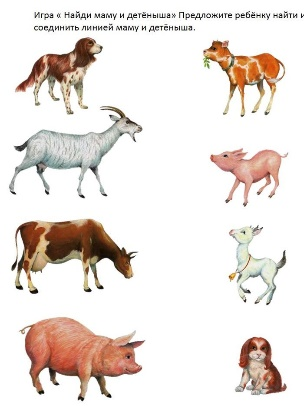 Игра « Найди маму и детёныша» Предложите ребёнку найти и
соединить линией маму и детёныша.